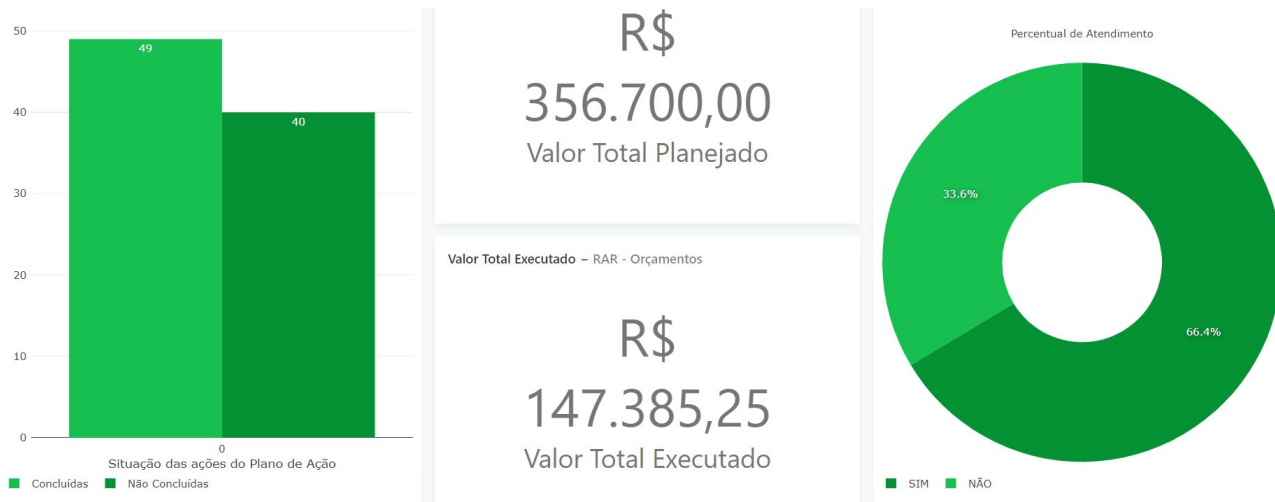 50
40
30
20
10
0
49
40
0
Situação das ações do Plano de Ação
Concluídas
Não Concluídas
R$
356.700,00
Valor Total Planejado
Valor Total Executado – RAR - Orçamentos
R$
147.385,25
Valor Total Executado
Percentual de Atendimento
33.6%
66.4%
SIM
NÃO